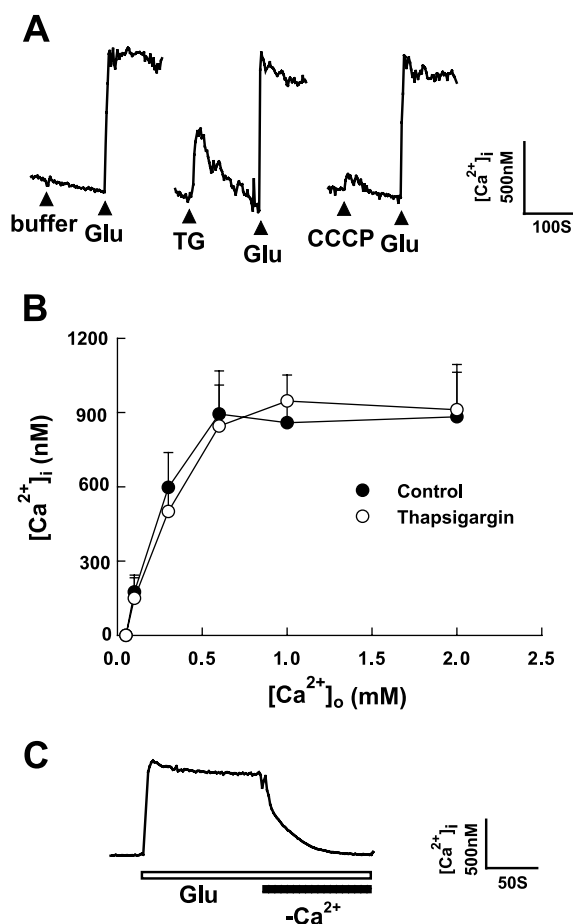 A
buffer
Glu
TG
Glu
CCCP
Glu
[Ca2+]i
500nM
100S
B
1200
900
600
300
0
[Ca2+]i (nM)
Control
Thapsigargin
0.0 0.5 1.0 1.5 2.0 2.5
[Ca2+]o (mM)
C
Glu
-Ca2+
[Ca2+]i
500nM
50S